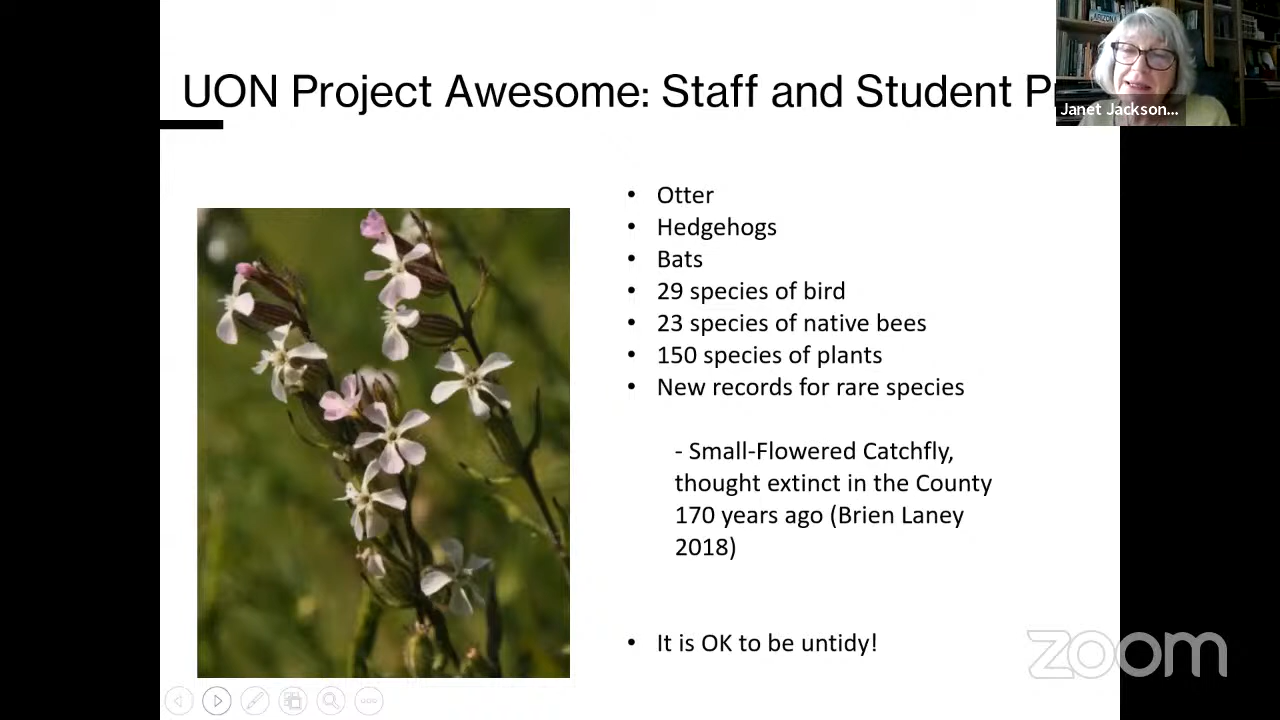 UON Project Awesome: Staff and Student P
Janet Jackson...
• Otter
• Hedgehogs
• Bats
• 29 species of bird
• 23 species of native bees
• 150 species of plants
• New records for rare species
- Small-Flowered Catchfly,
thought extinct in the County
170 years ago (Brien Laney
2018)
• It is OK to be untidy!
zoom